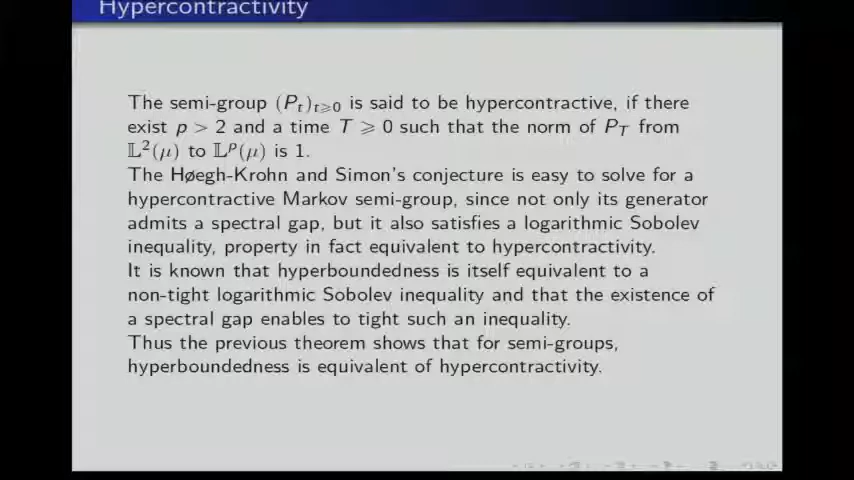 Hypercontractivity
The semi-group (P_t)_{t⩾0} is said to be hypercontractive, if there
exist p > 2 and a time T ⩾ 0 such that the norm of P_T from
𝕃²(μ) to 𝕃ᵖ(μ) is 1.
The Høegh-Krohn and Simon's conjecture is easy to solve for a
hypercontractive Markov semi-group, since not only its generator
admits a spectral gap, but it also satisfies a logarithmic Sobolev
inequality, property in fact equivalent to hypercontractivity.
It is known that hyperboundedness is itself equivalent to a
non-tight logarithmic Sobolev inequality and that the existence of
a spectral gap enables to tight such an inequality.
Thus the previous theorem shows that for semi-groups,
hyperboundedness is equivalent of hypercontractivity.